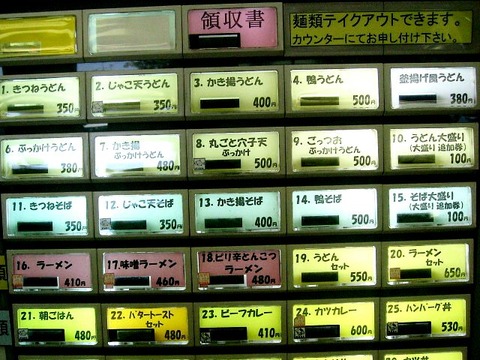 領収書
麺類テイクアウトできます。
カウンターにてお申し付け下さい。
1. きつねうどん
350円
2. じゃこ天うどん
350円
3. かき揚うどん
400円
4. 鴨うどん
500円
釜揚げ風うどん
380円
6. ぶっかけうどん
380円
7. かき揚
ぶっかけうどん
480円
8. 丸ごと穴子天
ぶっかけ
500円
9. ごっつお
ぶっかけうどん
500円
10. うどん大盛り
(大盛り追加券)
100円
11. きつねそば
350円
12. じゃこ天そば
350円
13. かき揚そば
400円
14. 鴨そば
500円
15. そば大盛り
(大盛り追加券)
100円
16. ラーメン
410円
17. 味噌ラーメン
460円
18. ピリ辛とんこつ
ラーメン
480円
19. うどん
セット
550円
20. ラーメン
セット
650円
21. 朝ごはん
480円
22. バタートースト
セット
480円
23. ビーフカレー
410円
24. カツカレー
600円
25. ハンバーグ丼
530円